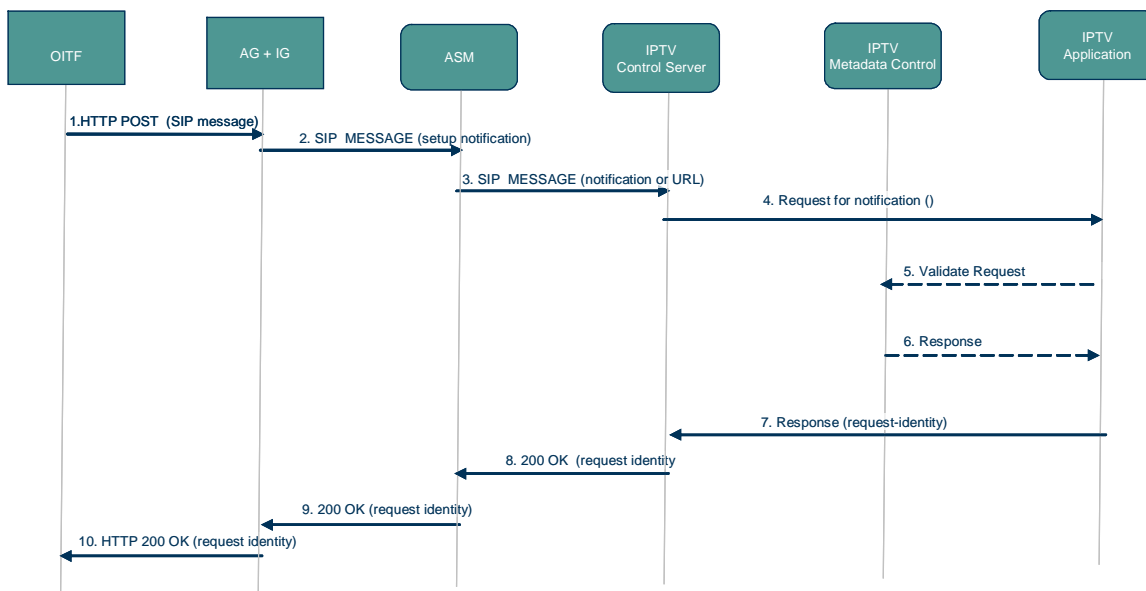 OITF
AG + IG
ASM
IPTV
Control Server
IPTV
Metadata Control
IPTV
Application
1.HTTP POST (SIP message)
2. SIP MESSAGE (setup notification)
3. SIP MESSAGE (notification or URL)
4. Request for notification ()
5. Validate Request
6. Response
7. Response (request-identity)
8. 200 OK (request identity
9. 200 OK (request identity)
10. HTTP 200 OK (request identity)